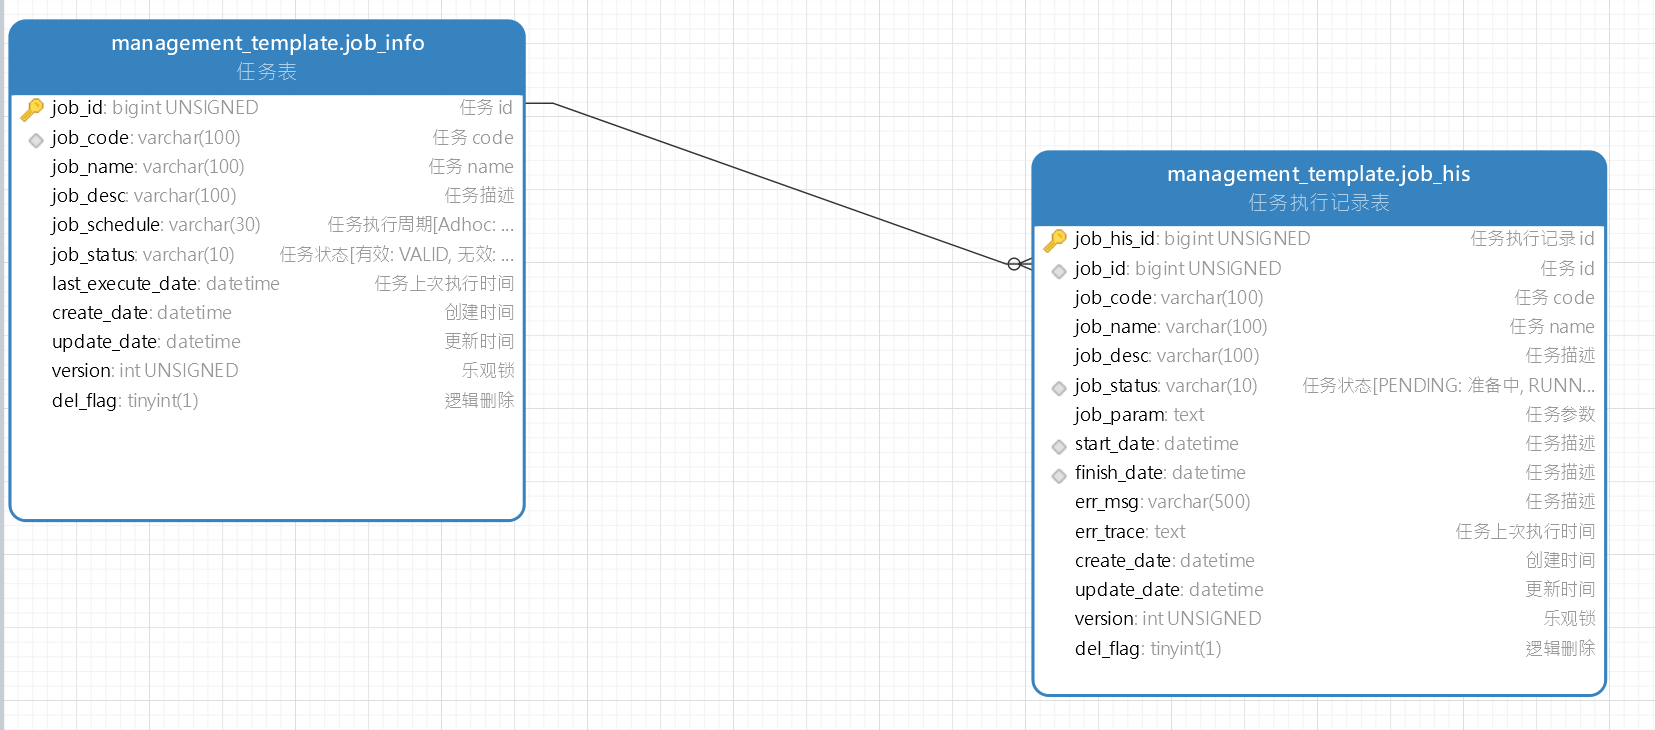 management_template.job_info
任务表
job_id: bigint UNSIGNED 任务 id
job_code: varchar(100) 任务 code
job_name: varchar(100) 任务 name
job_desc: varchar(100) 任务描述
job_schedule: varchar(30) 任务执行周期[Adhoc: ...
job_status: varchar(10) 任务状态[有效: VALID, 无效: ...
last_execute_date: datetime 任务上次执行时间
create_date: datetime 创建时间
update_date: datetime 更新时间
version: int UNSIGNED 乐观锁
del_flag: tinyint(1) 逻辑删除
management_template.job_his
任务执行记录表
job_his_id: bigint UNSIGNED 任务执行记录 id
job_id: bigint UNSIGNED 任务 id
job_code: varchar(100) 任务 code
job_name: varchar(100) 任务 name
job_desc: varchar(100) 任务描述
job_status: varchar(10) 任务状态[PENDING: 准备中, RUNN...
job_param: text 任务参数
start_date: datetime 任务描述
finish_date: datetime 任务描述
err_msg: varchar(500) 任务描述
err_trace: text 任务上次执行时间
create_date: datetime 创建时间
update_date: datetime 更新时间
version: int UNSIGNED 乐观锁
del_flag: tinyint(1) 逻辑删除